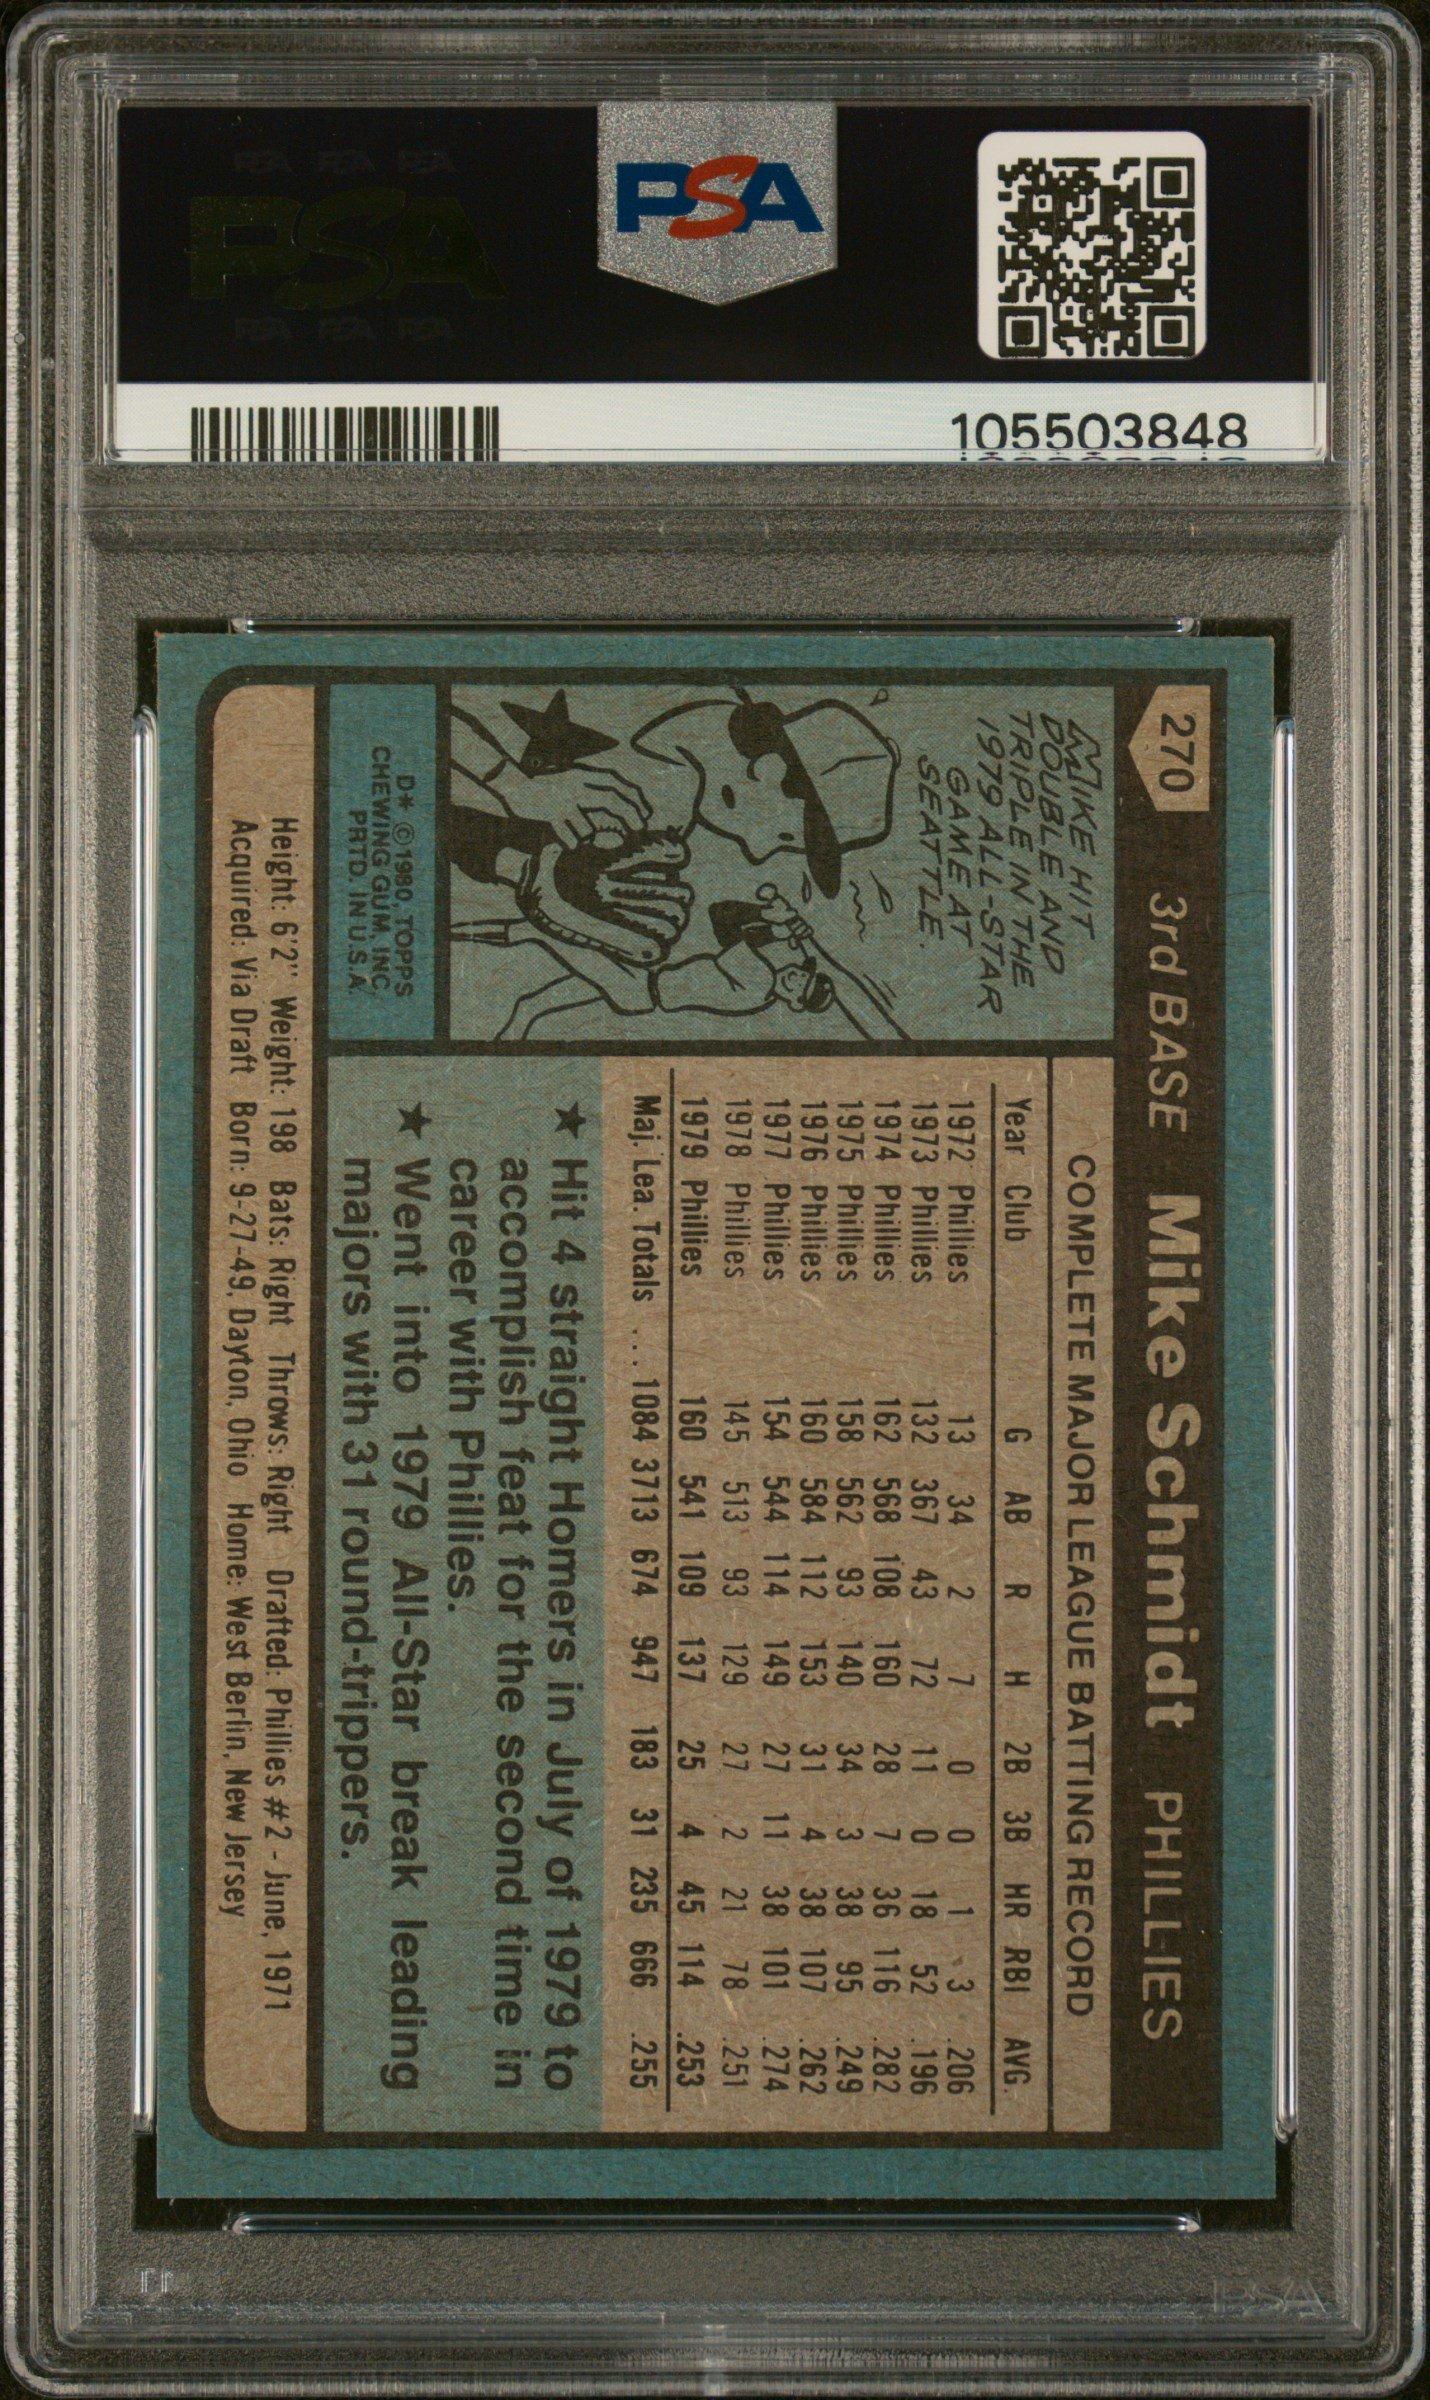 PSA PSA PSA
PSA
PSA PSA PSA
PSA
105503848
270
3rd BASE Mike Schmidt PHILLIES
MIKE HIT
DOUBLE AND
TRIPLE IN THE
1979 ALL-STAR
GAME AT
SEATTLE.
D* © 1980, TOPPS
CHEWING GUM, INC.
PRTD. IN U.S.A.
COMPLETE MAJOR LEAGUE BATTING RECORD
Year Club G AB R H 2B 3B HR RBI AVG.
1972 Phillies 13 34 2 7 0 0 1 3 .206
1973 Phillies 132 367 43 72 11 0 18 52 .196
1974 Phillies 162 568 108 160 28 7 36 116 .282
1975 Phillies 158 562 93 140 34 3 38 95 .249
1976 Phillies 160 584 112 153 31 4 38 107 .262
1977 Phillies 154 544 114 149 27 11 38 101 .274
1978 Phillies 145 513 93 129 27 2 21 78 .251
1979 Phillies 160 541 109 137 25 4 45 114 .253
Maj. Lea. Totals ... 1084 3713 674 947 183 31 235 666 .255
★ Hit 4 straight Homers in July of 1979 to
accomplish feat for the second time in
career with Phillies.
★ Went into 1979 All-Star break leading
majors with 31 round-trippers.
Height: 6'2" Weight: 198 Bats: Right Throws: Right Drafted: Phillies #2 - June, 1971
Acquired: Via Draft Born: 9-27-49, Dayton, Ohio Home: West Berlin, New Jersey
PSA